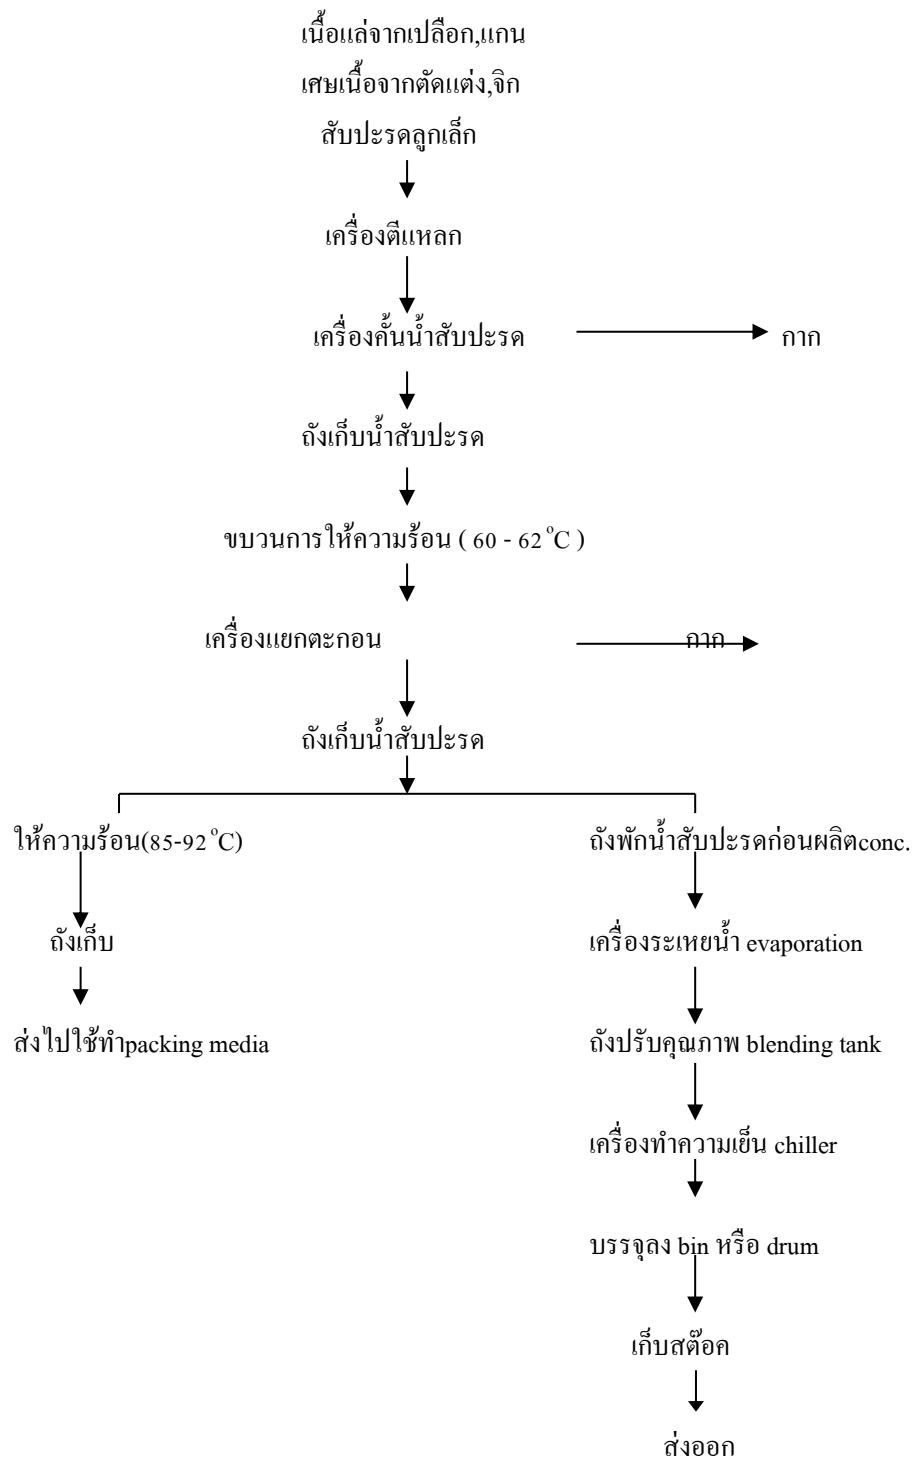 เนื้อแล่จากเปลือก,แกน
เศษเนื้อจากตัดแต่ง,จิก
สับปะรดลูกเล็ก
เครื่องตีแหลก
เครื่องคั้นน้ำสับปะรด
กาก
ถังเก็บน้ำสับปะรด
ขบวนการให้ความร้อน ( 60 - 62 ºC )
เครื่องแยกตะกอน
กาก
ถังเก็บน้ำสับปะรด
ให้ความร้อน(85-92 ºC)
ถังเก็บ
ส่งไปใช้ทำpacking media
ถังพักน้ำสับปะรดก่อนผลิตconc.
เครื่องระเหยน้ำ evaporation
ถังปรับคุณภาพ blending tank
เครื่องทำความเย็น chiller
บรรจุลง bin หรือ drum
เก็บสต๊อค
ส่งออก